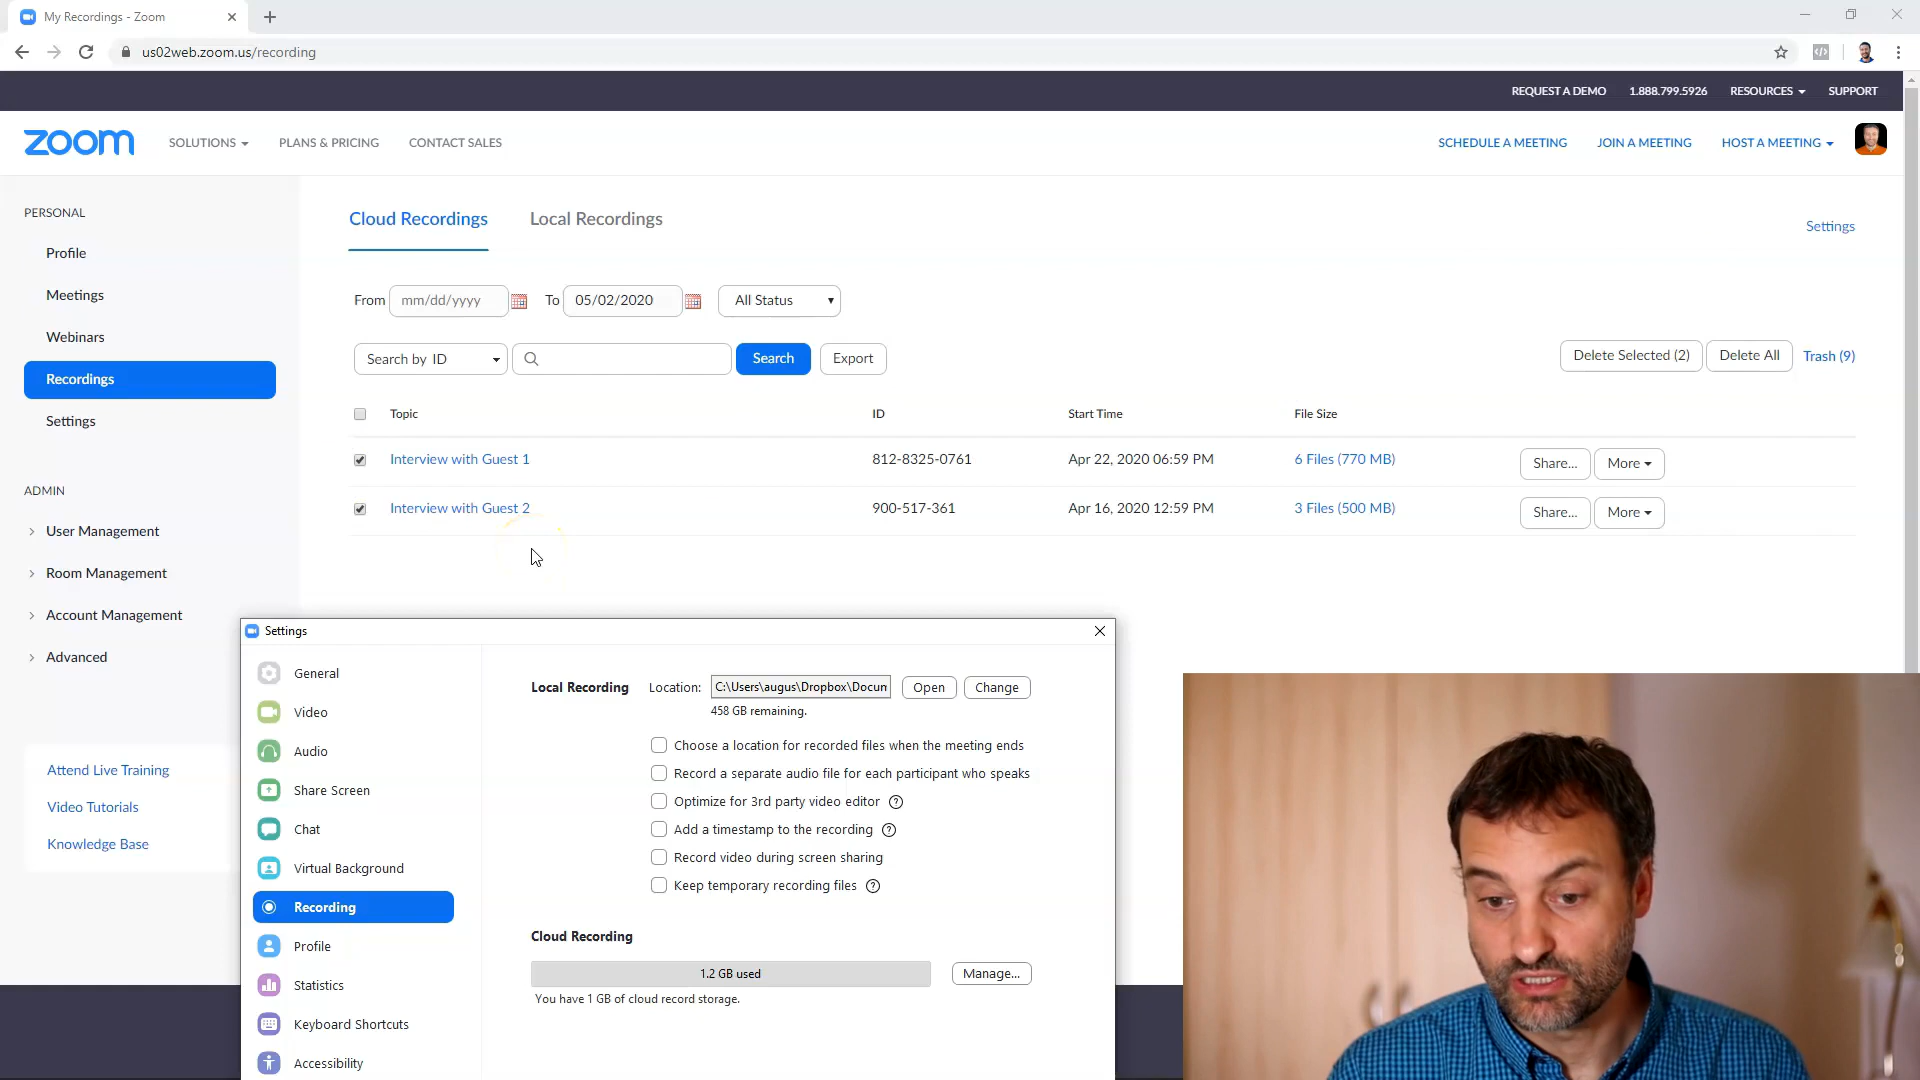 My Recordings - Zoom
us02web.zoom.us/recording
REQUEST A DEMO 1.888.799.5926 RESOURCES SUPPORT
zoom SOLUTIONS PLANS & PRICING CONTACT SALES SCHEDULE A MEETING JOIN A MEETING HOST A MEETING
PERSONAL
Profile
Meetings
Webinars
Recordings
Settings
ADMIN
User Management
Room Management
Account Management
Advanced
Attend Live Training
Video Tutorials
Knowledge Base
Cloud Recordings Local Recordings Settings
From mm/dd/yyyy To 05/02/2020 All Status
Search by ID Search Export Delete Selected (2) Delete All Trash (9)
Topic ID Start Time File Size
Interview with Guest 1 812-8325-0761 Apr 22, 2020 06:59 PM 6 Files (770 MB) Share... More
Interview with Guest 2 900-517-361 Apr 16, 2020 12:59 PM 3 Files (500 MB) Share... More
Settings
General
Video
Audio
Share Screen
Chat
Virtual Background
Recording
Profile
Statistics
Keyboard Shortcuts
Accessibility
Local Recording Location: C:\Users\augus\Dropbox\Docum Open Change
458 GB remaining.
Choose a location for recorded files when the meeting ends
Record a separate audio file for each participant who speaks
Optimize for 3rd party video editor
Add a timestamp to the recording
Record video during screen sharing
Keep temporary recording files
Cloud Recording
1.2 GB used Manage...
You have 1 GB of cloud record storage.